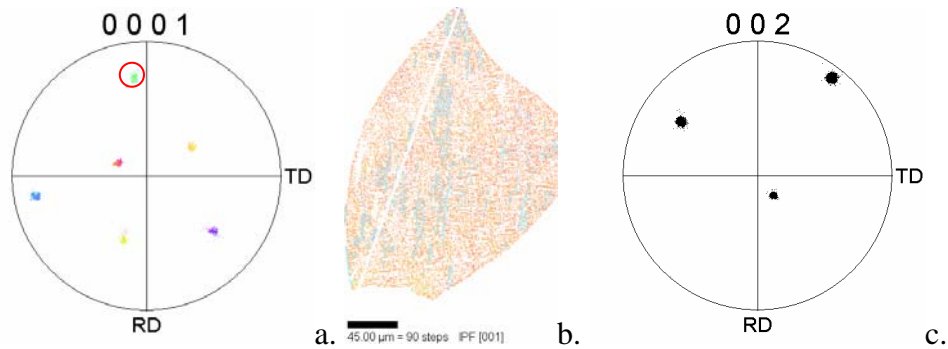 0 0 0 1
TD
RD
a.
45.00 µm = 90 steps IPF [001]
b.
0 0 2
TD
RD
c.